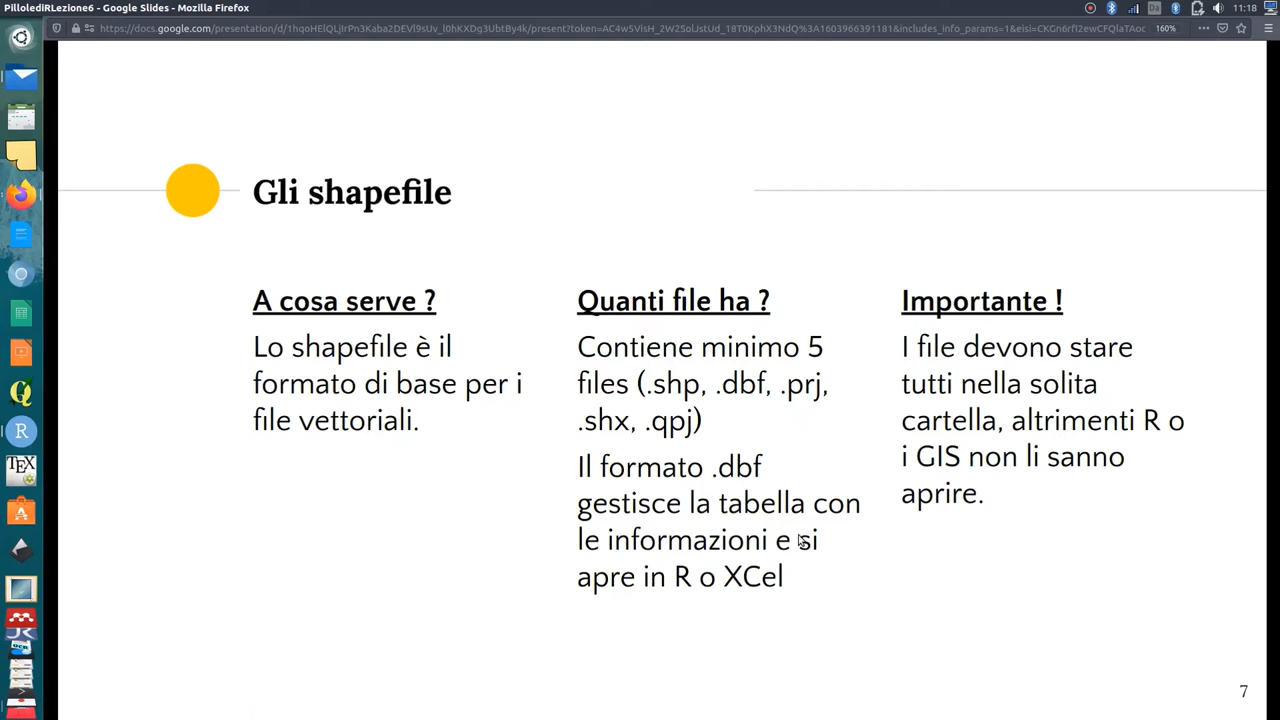 PillolediRLezione6 - Google Slides - Mozilla Firefox
11:18
160%
Gli shapefile
A cosa serve ?
Lo shapefile è il
formato di base per i
file vettoriali.
Quanti file ha ?
Contiene minimo 5
files (.shp, .dbf, .prj,
.shx, .qpj)
Il formato .dbf
gestisce la tabella con
le informazioni e si
apre in R o XCel
Importante !
I file devono stare
tutti nella solita
cartella, altrimenti R o
i GIS non li sanno
aprire.
7